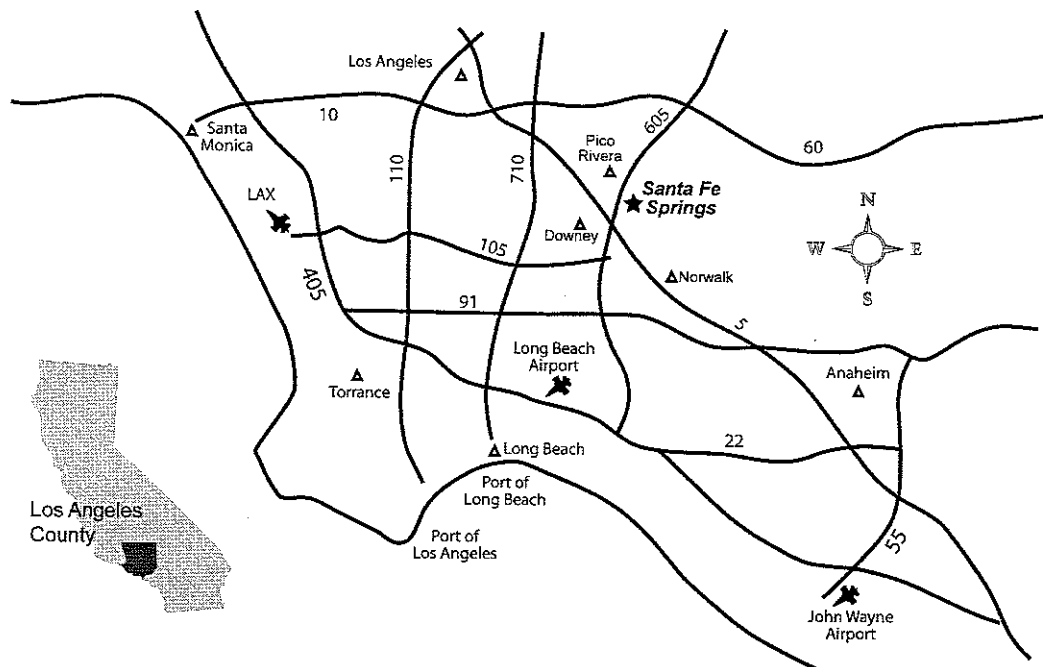 Los Angeles
10
Santa
Monica
110
710
605
Pico
Rivera
60
LAX
Santa Fe
Springs
N
W
E
S
Downey
105
Norwalk
405
91
5
Long Beach
Airport
Anaheim
Torrance
22
Long Beach
Port of
Long Beach
Los Angeles
County
Port of
Los Angeles
55
John Wayne
Airport